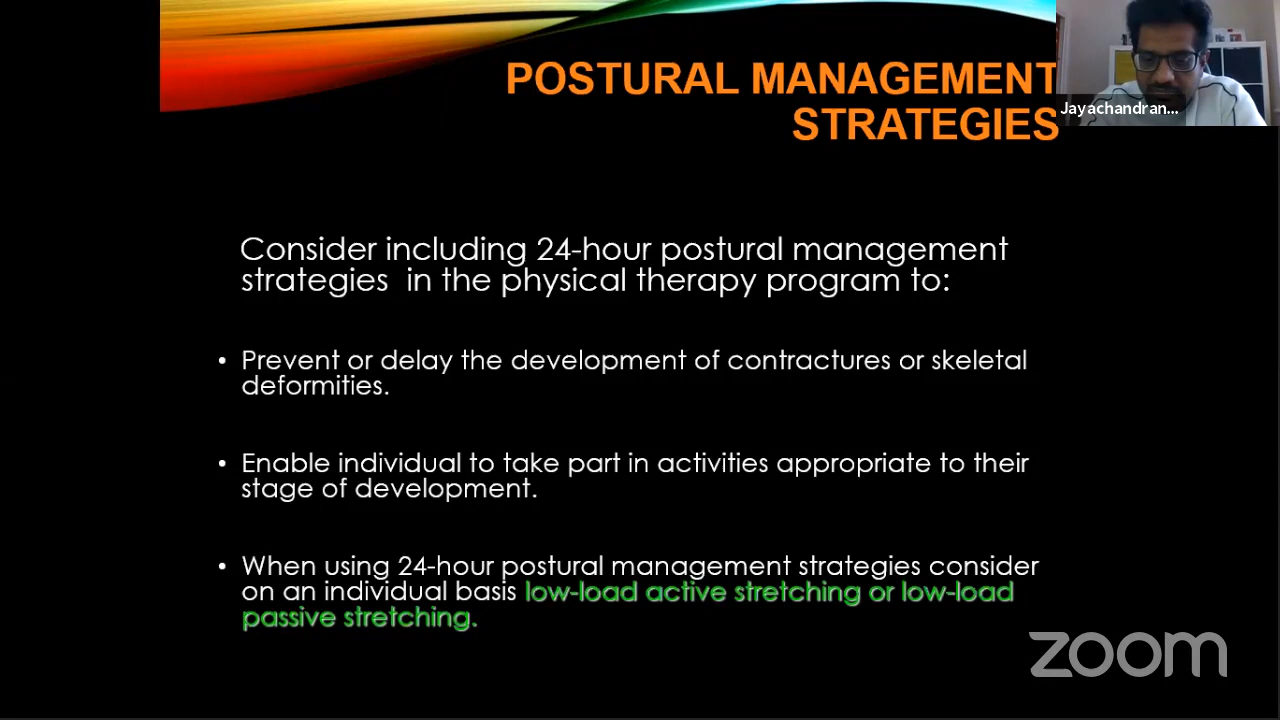 POSTURAL MANAGEMENT
STRATEGIES
Jayachandran...
Consider including 24-hour postural management
strategies in the physical therapy program to:
• Prevent or delay the development of contractures or skeletal
deformities.
• Enable individual to take part in activities appropriate to their
stage of development.
• When using 24-hour postural management strategies consider
on an individual basis low-load active stretching or low-load
passive stretching.
zoom